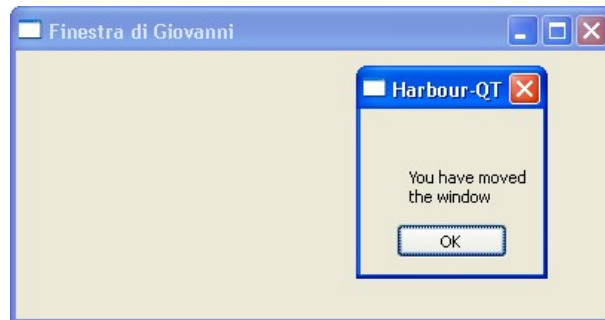 Finestra di Giovanni
Harbour-QT
You have moved
the window
OK